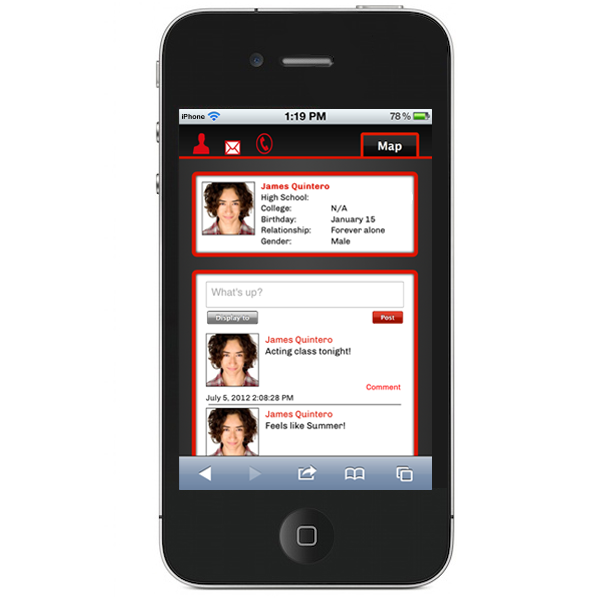 iPhone 1:19 PM 78 %
Map
James Quintero
High School:
College: N/A
Birthday: January 15
Relationship: Forever alone
Gender: Male
What's up?
Display to Post
James Quintero
Acting class tonight!
Comment
July 5, 2012 2:08:28 PM
James Quintero
Feels like Summer!